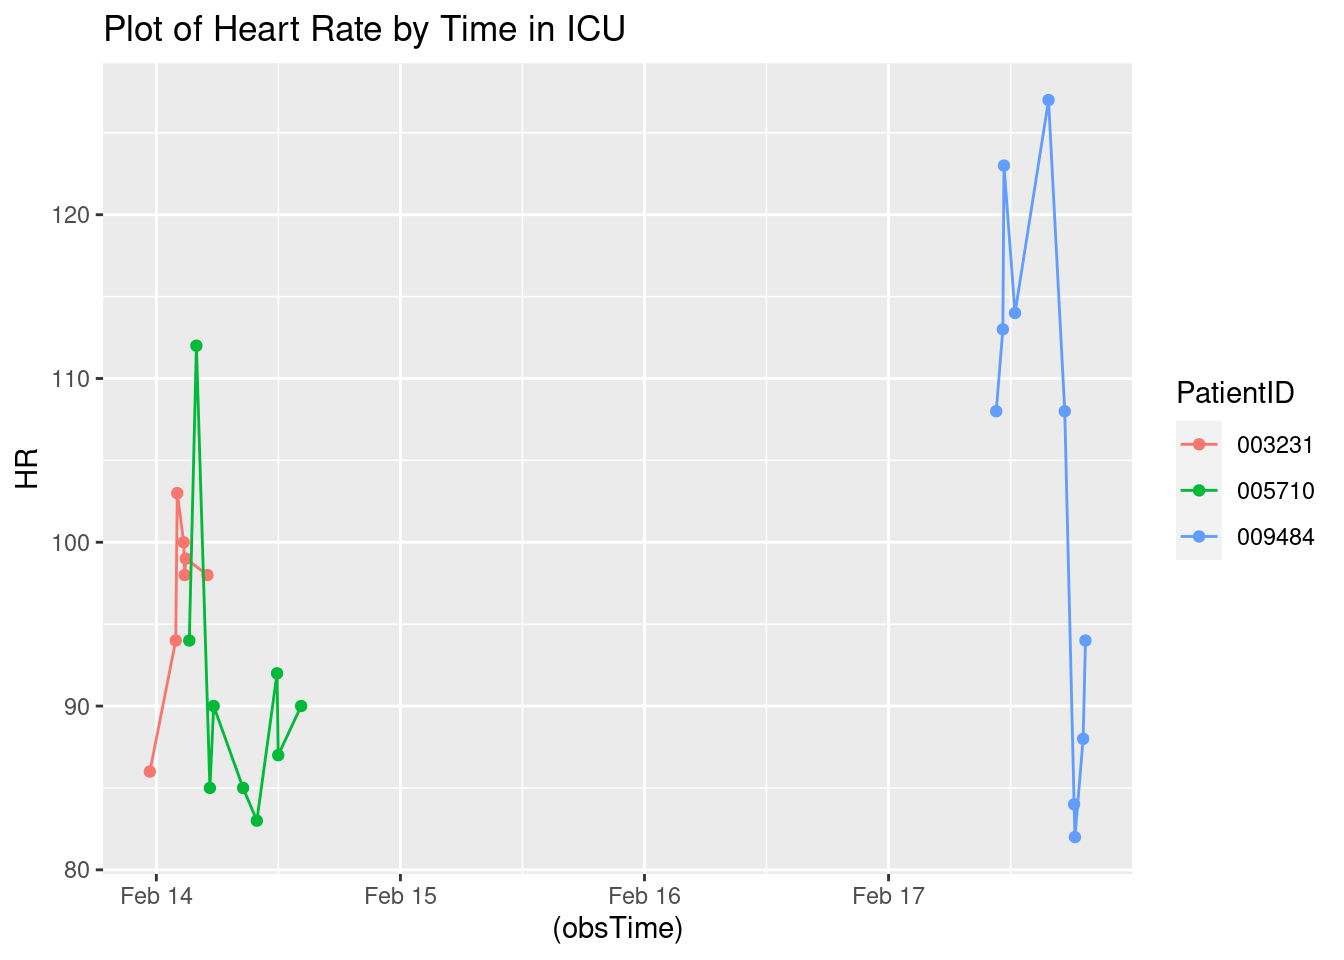 Plot of Heart Rate by Time in ICU
HR
120
110
100
90
80
Feb 14
Feb 15
Feb 16
Feb 17
(obsTime)
PatientID
003231
005710
009484